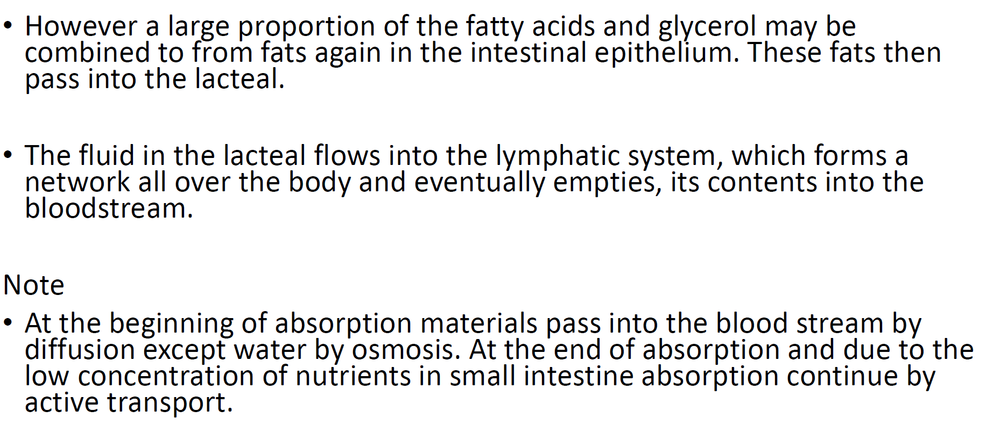 • However a large proportion of the fatty acids and glycerol may be
combined to from fats again in the intestinal epithelium. These fats then
pass into the lacteal.
• The fluid in the lacteal flows into the lymphatic system, which forms a
network all over the body and eventually empties, its contents into the
bloodstream.
Note
• At the beginning of absorption materials pass into the blood stream by
diffusion except water by osmosis. At the end of absorption and due to the
low concentration of nutrients in small intestine absorption continue by
active transport.